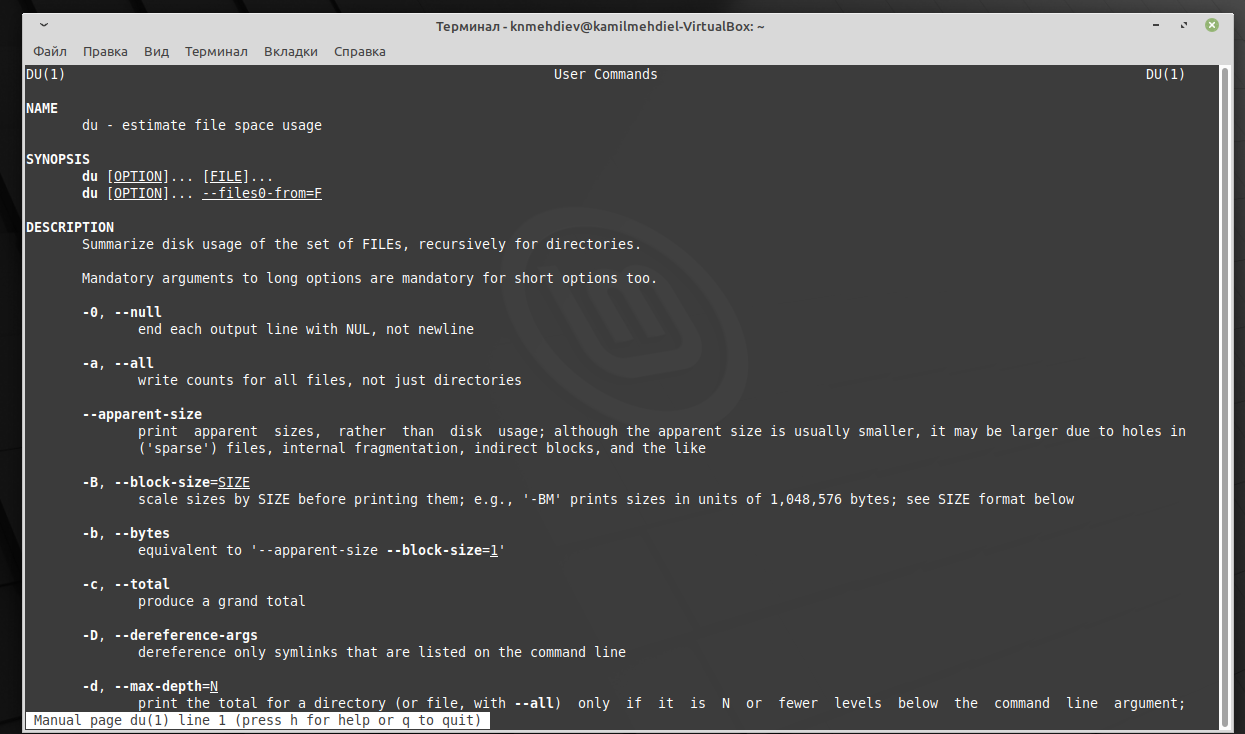 Терминал - knmehdiev@kamilmehdiel-VirtualBox: ~
Файл Правка Вид Терминал Вкладки Справка
DU(1) User Commands DU(1)
NAME
du - estimate file space usage
SYNOPSIS
du [OPTION]... [FILE]...
du [OPTION]... --files0-from=F
DESCRIPTION
Summarize disk usage of the set of FILEs, recursively for directories.
Mandatory arguments to long options are mandatory for short options too.
-0, --null
end each output line with NUL, not newline
-a, --all
write counts for all files, not just directories
--apparent-size
print apparent sizes, rather than disk usage; although the apparent size is usually smaller, it may be larger due to holes in
('sparse') files, internal fragmentation, indirect blocks, and the like
-B, --block-size=SIZE
scale sizes by SIZE before printing them; e.g., '-BM' prints sizes in units of 1,048,576 bytes; see SIZE format below
-b, --bytes
equivalent to '--apparent-size --block-size=1'
-c, --total
produce a grand total
-D, --dereference-args
dereference only symlinks that are listed on the command line
-d, --max-depth=N
print the total for a directory (or file, with --all) only if it is N or fewer levels below the command line argument;
Manual page du(1) line 1 (press h for help or q to quit)